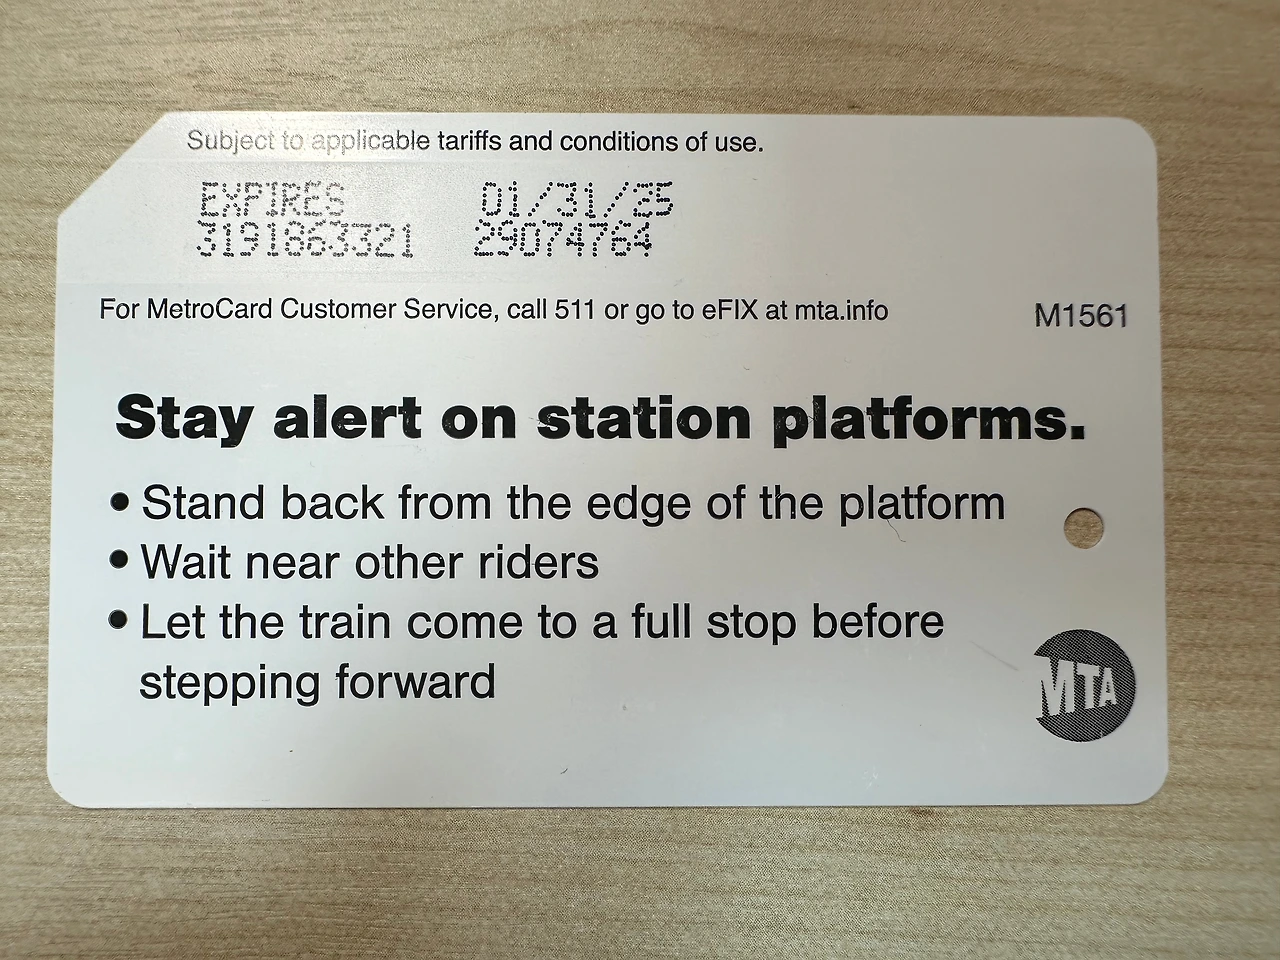 Subject to applicable tariffs and conditions of use.
EXPIRES 01/31/25
3191863321 29074764
For MetroCard Customer Service, call 511 or go to eFIX at mta.info
M1561
Stay alert on station platforms.
• Stand back from the edge of the platform
• Wait near other riders
• Let the train come to a full stop before
stepping forward
MTA